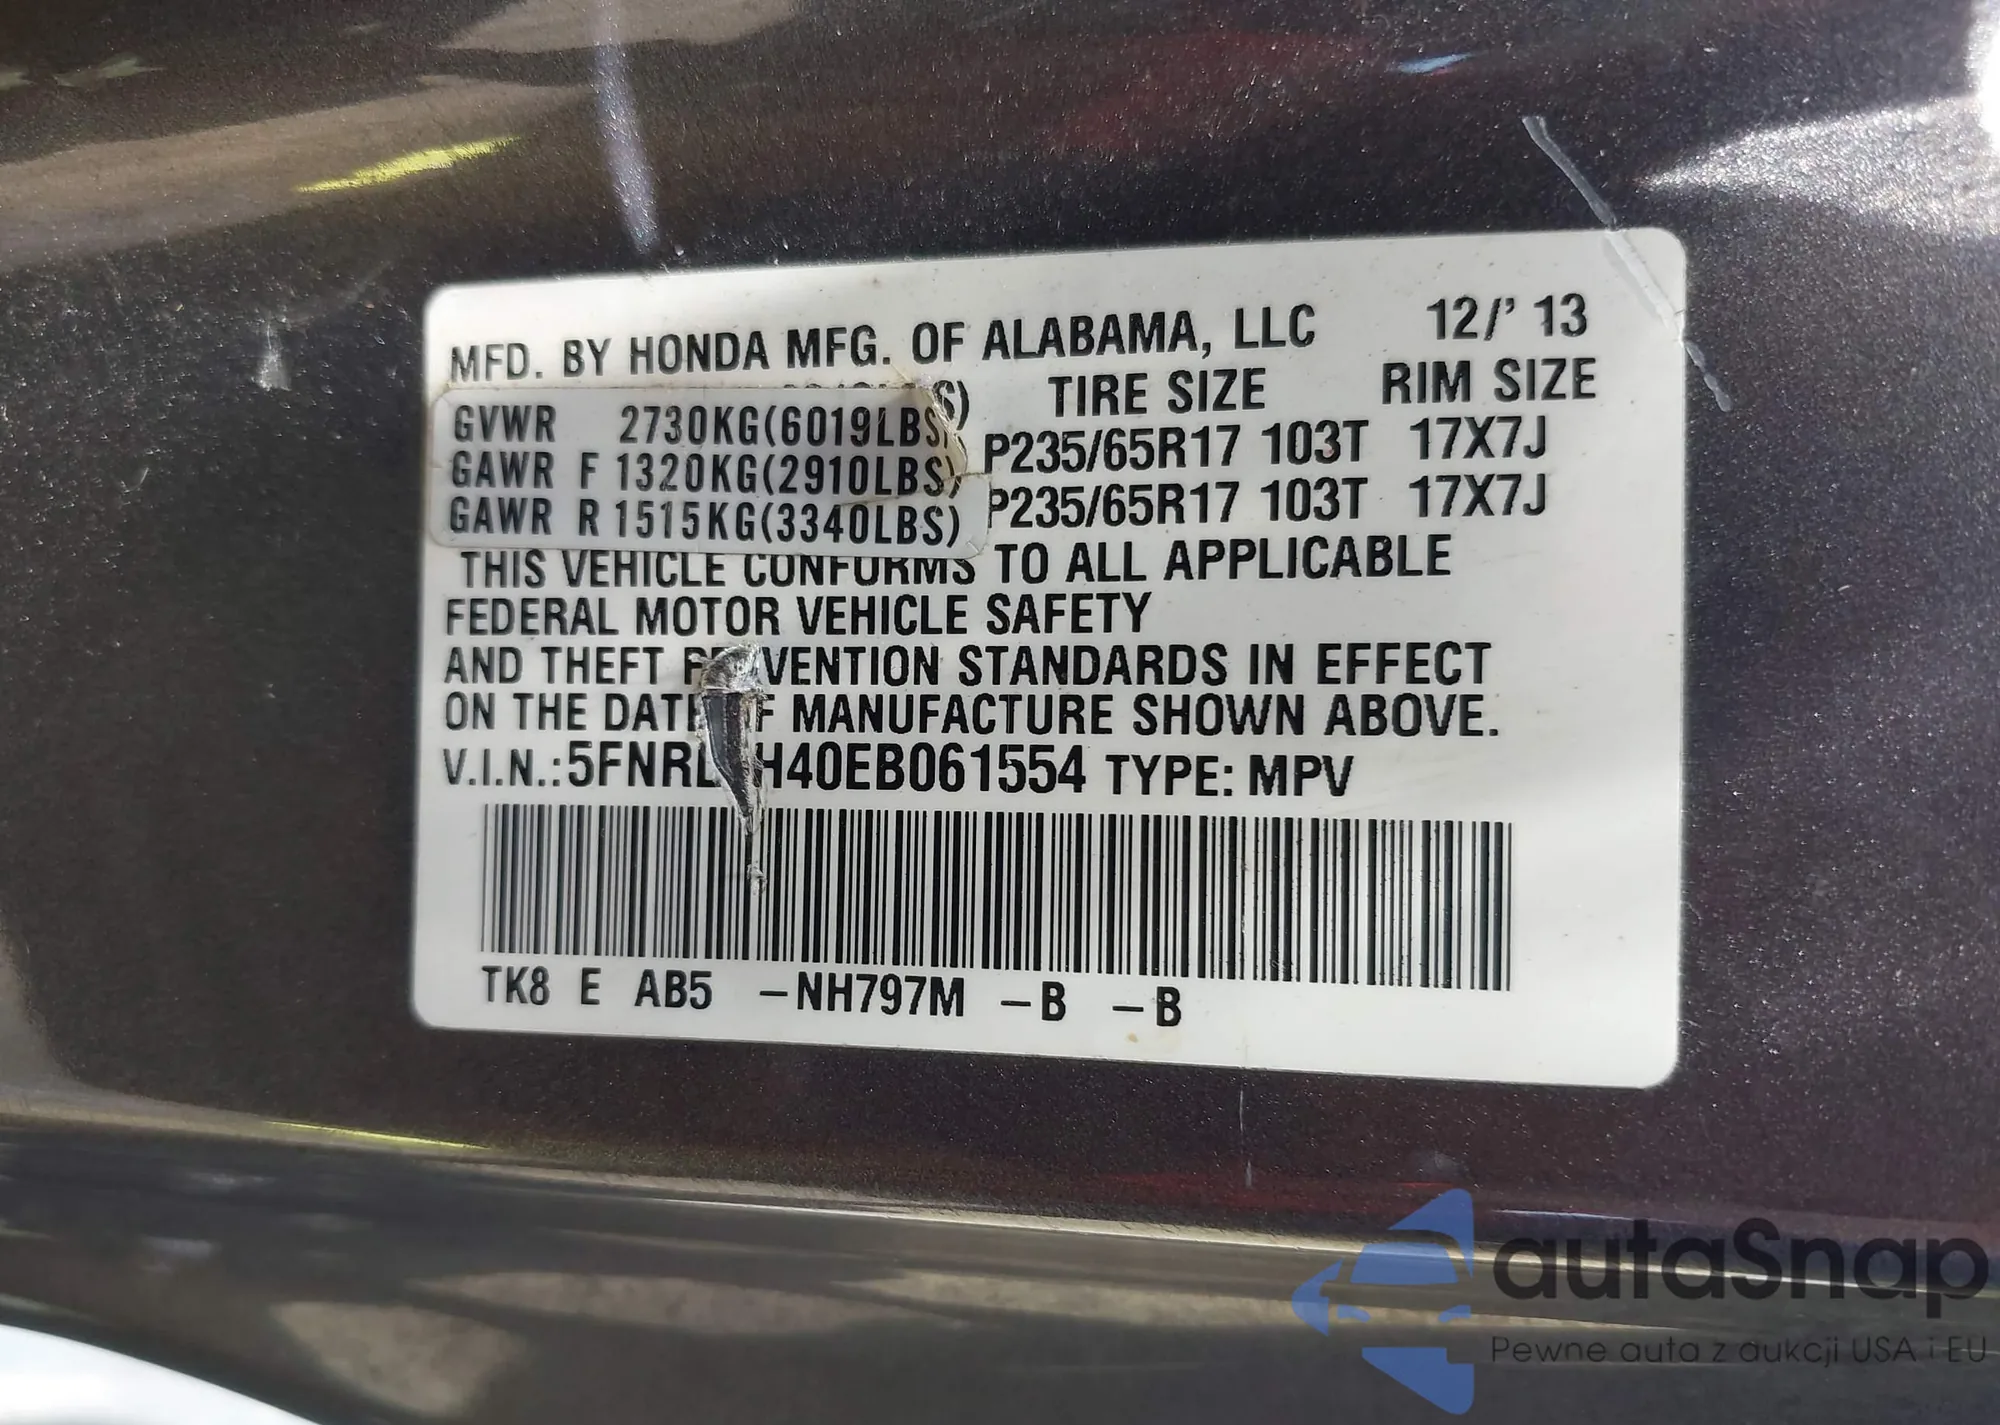 MFD. BY HONDA MFG. OF ALABAMA, LLC 12/' 13
TIRE SIZE RIM SIZE
GVWR 2730KG(6019LBS)
GAWR F 1320KG(2910LBS) P235/65R17 103T 17X7J
GAWR R 1515KG(3340LBS) P235/65R17 103T 17X7J
THIS VEHICLE CONFORMS TO ALL APPLICABLE
FEDERAL MOTOR VEHICLE SAFETY
AND THEFT VENTION STANDARDS IN EFFECT
ON THE DATE MANUFACTURE SHOWN ABOVE.
V.I.N.: TYPE: MPV
TK8 E AB5 -NH797M -B -B
autaSnap
Pewne auta z aukcji USA i EU